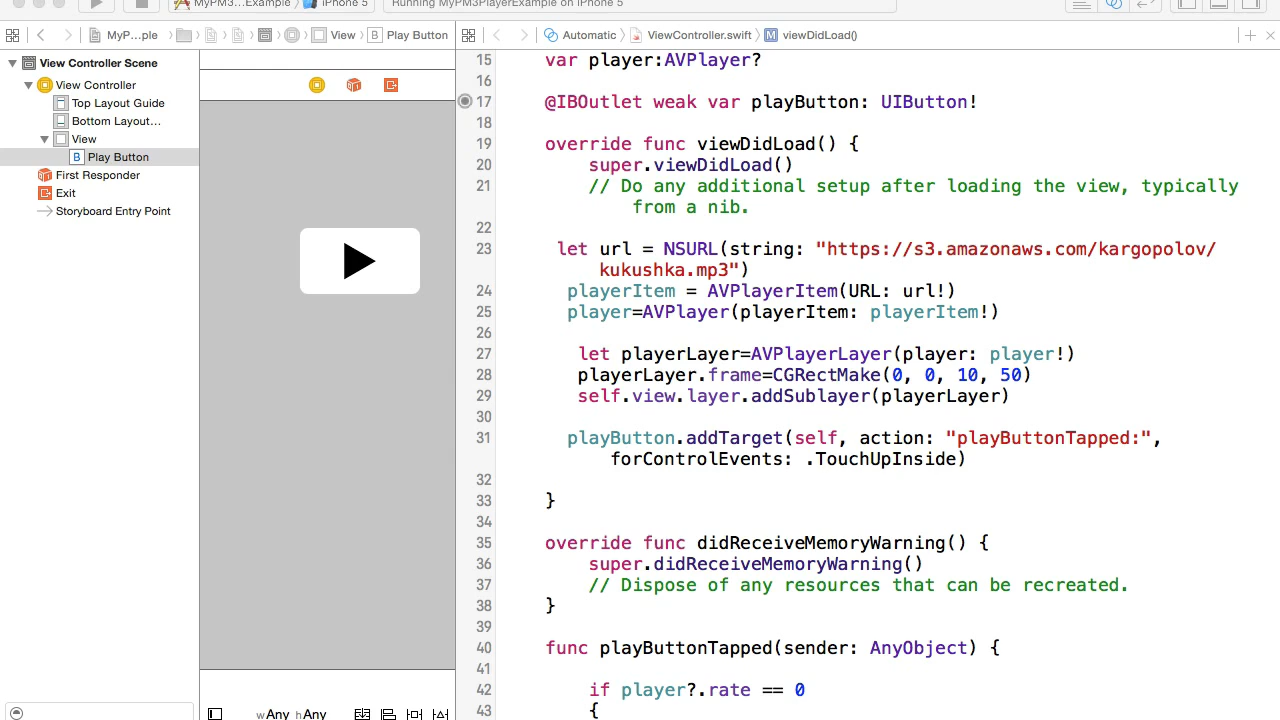 MyPM3...Example iPhone 5 Running MyPM3PlayerExample on iPhone 5
MyP...ple View B Play Button Automatic ViewController.swift M viewDidLoad()
View Controller Scene
View Controller
Top Layout Guide
Bottom Layout...
View
B Play Button
First Responder
Exit
Storyboard Entry Point
wAny hAny
15 var player:AVPlayer?
16
17 @IBOutlet weak var playButton: UIButton!
18
19 override func viewDidLoad() {
20 super.viewDidLoad()
21 // Do any additional setup after loading the view, typically
from a nib.
22
23 let url = NSURL(string: "https://s3.amazonaws.com/kargopolov/
kukushka.mp3")
24 playerItem = AVPlayerItem(URL: url!)
25 player=AVPlayer(playerItem: playerItem!)
26
27 let playerLayer=AVPlayerLayer(player: player!)
28 playerLayer.frame=CGRectMake(0, 0, 10, 50)
29 self.view.layer.addSublayer(playerLayer)
30
31 playButton.addTarget(self, action: "playButtonTapped:",
forControlEvents: .TouchUpInside)
32
33 }
34
35 override func didReceiveMemoryWarning() {
36 super.didReceiveMemoryWarning()
37 // Dispose of any resources that can be recreated.
38 }
39
40 func playButtonTapped(sender: AnyObject) {
41
42 if player?.rate == 0
43 {